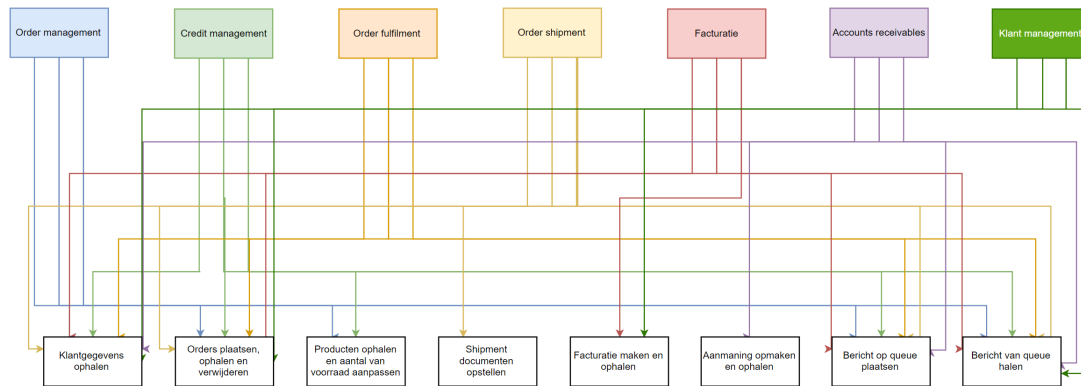 Order management
Credit management
Order fulfilment
Order shipment
Facturatie
Accounts receivables
Klant management
Klantgegevens
ophalen
Orders plaatsen,
ophalen en
verwijderen
Producten ophalen
en aantal van
voorraad aanpassen
Shipment
documenten
opstellen
Facturatie maken en
ophalen
Aanmaning opmaken
en ophalen
Bericht op queue
plaatsen
Bericht van queue
halen